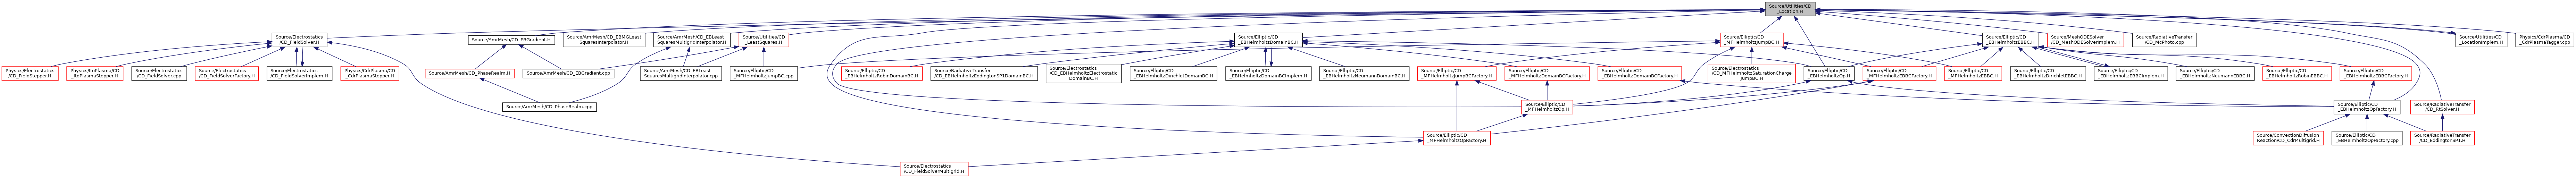 Source/Utilities/CD
_Location.H
Source/Electrostatics
/CD_FieldSolver.H
Source/AmrMesh/CD_EBGradient.H
Source/AmrMesh/CD_EBMGLeast
SquaresInterpolator.H
Source/AmrMesh/CD_EBLeast
SquaresMultigridInterpolator.H
Source/Utilities/CD
_LeastSquares.H
Source/Elliptic/CD
_EBHelmholtzDomainBC.H
Source/Elliptic/CD
_MFHelmholtzJumpBC.H
Source/Elliptic/CD
_EBHelmholtzEBBC.H
Source/MeshODESolver
/CD_MeshODESolverImplem.H
Source/RadiativeTransfer
/CD_McPhoto.cpp
Source/Utilities/CD
_LocationImplem.H
Physics/CdrPlasma/CD
_CdrPlasmaTagger.cpp
Physics/Electrostatics
/CD_FieldStepper.H
Physics/ItoPlasma/CD
_ItoPlasmaStepper.H
Source/Electrostatics
/CD_FieldSolver.cpp
Source/Electrostatics
/CD_FieldSolverFactory.H
Source/Electrostatics
/CD_FieldSolverImplem.H
Physics/CdrPlasma/CD
_CdrPlasmaStepper.H
Source/AmrMesh/CD_PhaseRealm.H
Source/AmrMesh/CD_EBGradient.cpp
Source/AmrMesh/CD_EBLeast
SquaresMultigridInterpolator.cpp
Source/Elliptic/CD
_MFHelmholtzJumpBC.cpp
Source/Elliptic/CD
_EBHelmholtzRobinDomainBC.H
Source/RadiativeTransfer
/CD_EBHelmholtzEddingtonSP1DomainBC.H
Source/Electrostatics
/CD_EBHelmholtzElectrostatic
DomainBC.H
Source/Elliptic/CD
_EBHelmholtzDirichletDomainBC.H
Source/Elliptic/CD
_EBHelmholtzDomainBCImplem.H
Source/Elliptic/CD
_EBHelmholtzNeumannDomainBC.H
Source/Elliptic/CD
_MFHelmholtzJumpBCFactory.H
Source/Elliptic/CD
_MFHelmholtzDomainBCFactory.H
Source/Elliptic/CD
_EBHelmholtzDomainBCFactory.H
Source/Electrostatics
/CD_MFHelmholtzSaturationCharge
JumpBC.H
Source/Elliptic/CD
_EBHelmholtzOp.H
Source/Elliptic/CD
_MFHelmholtzEBBCFactory.H
Source/Elliptic/CD
_MFHelmholtzEBBC.H
Source/Elliptic/CD
_EBHelmholtzDirichletEBBC.H
Source/Elliptic/CD
_EBHelmholtzEBBCImplem.H
Source/Elliptic/CD
_EBHelmholtzNeumannEBBC.H
Source/Elliptic/CD
_EBHelmholtzRobinEBBC.H
Source/Elliptic/CD
_EBHelmholtzEBBCFactory.H
Source/AmrMesh/CD_PhaseRealm.cpp
Source/Elliptic/CD
_MFHelmholtzOp.H
Source/Elliptic/CD
_EBHelmholtzOpFactory.H
Source/RadiativeTransfer
/CD_RtSolver.H
Source/Elliptic/CD
_MFHelmholtzOpFactory.H
Source/ConvectionDiffusion
Reaction/CD_CdrMultigrid.H
Source/Elliptic/CD
_EBHelmholtzOpFactory.cpp
Source/RadiativeTransfer
/CD_EddingtonSP1.H
Source/Electrostatics
/CD_FieldSolverMultigrid.H